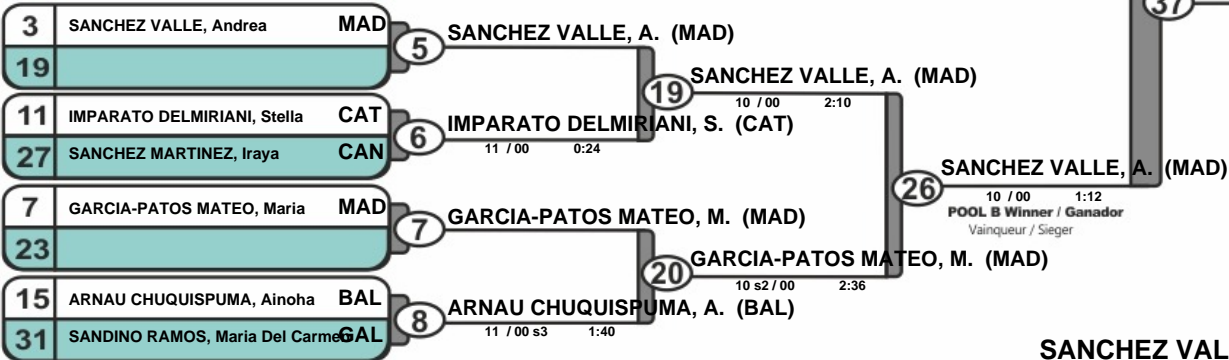 37
3 SANCHEZ VALLE, Andrea MAD
19
5 SANCHEZ VALLE, A. (MAD)
19 SANCHEZ VALLE, A. (MAD)
10 / 00 2:10
11 IMPARATO DELMIRIANI, Stella CAT
27 SANCHEZ MARTINEZ, Iraya CAN
6 IMPARATO DELMIRIANI, S. (CAT)
11 / 00 0:24
26 SANCHEZ VALLE, A. (MAD)
10 / 00 1:12
POOL B Winner / Ganador
Vainqueur / Sieger
7 GARCIA-PATOS MATEO, Maria MAD
23
7 GARCIA-PATOS MATEO, M. (MAD)
20 GARCIA-PATOS MATEO, M. (MAD)
10 s2 / 00 2:36
15 ARNAU CHUQUISPUMA, Ainoha BAL
31 SANDINO RAMOS, Maria Del Carmen GAL
8 ARNAU CHUQUISPUMA, A. (BAL)
11 / 00 s3 1:40
SANCHEZ VAL